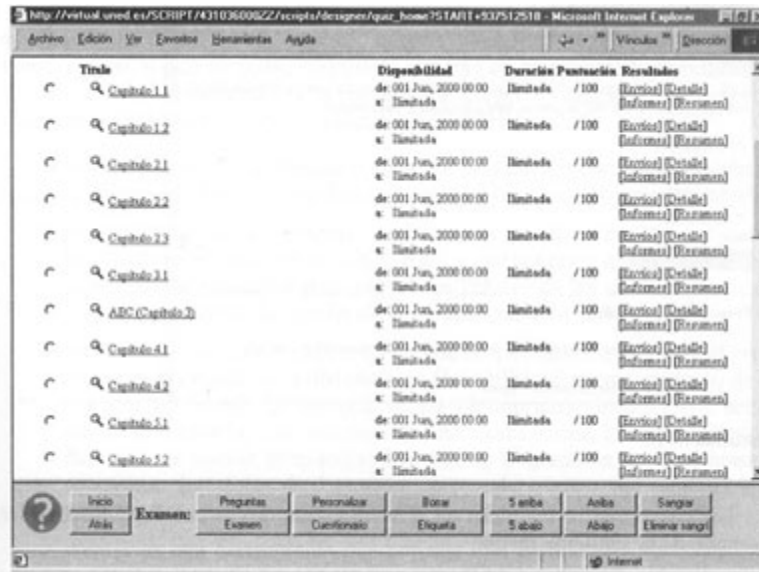 http://virtual.uned.es/SCRIPT/431036000ZZ/scripts/designer/quiz_home?START+937512518 - Microsoft Internet Explorer
Archivo Edición Ver Favoritos Herramientas Ayuda Vínculos Dirección
Título Disponibilidad Duración Puntuación Resultados
Capítulo 1.1 de: 001 Jun, 2000 00:00 Ilimitada / 100 [Envíos] [Detalle]
a: Ilimitada [Informes] [Resumen]
Capítulo 1.2 de: 001 Jun, 2000 00:00 Ilimitada / 100 [Envíos] [Detalle]
a: Ilimitada [Informes] [Resumen]
Capítulo 2.1 de: 001 Jun, 2000 00:00 Ilimitada / 100 [Envíos] [Detalle]
a: Ilimitada [Informes] [Resumen]
Capítulo 2.2 de: 001 Jun, 2000 00:00 Ilimitada / 100 [Envíos] [Detalle]
a: Ilimitada [Informes] [Resumen]
Capítulo 2.3 de: 001 Jun, 2000 00:00 Ilimitada / 100 [Envíos] [Detalle]
a: Ilimitada [Informes] [Resumen]
Capítulo 3.1 de: 001 Jun, 2000 00:00 Ilimitada / 100 [Envíos] [Detalle]
a: Ilimitada [Informes] [Resumen]
ABC (Capítulo 3) de: 001 Jun, 2000 00:00 Ilimitada / 100 [Envíos] [Detalle]
a: Ilimitada [Informes] [Resumen]
Capítulo 4.1 de: 001 Jun, 2000 00:00 Ilimitada / 100 [Envíos] [Detalle]
a: Ilimitada [Informes] [Resumen]
Capítulo 4.2 de: 001 Jun, 2000 00:00 Ilimitada / 100 [Envíos] [Detalle]
a: Ilimitada [Informes] [Resumen]
Capítulo 5.1 de: 001 Jun, 2000 00:00 Ilimitada / 100 [Envíos] [Detalle]
a: Ilimitada [Informes] [Resumen]
Capítulo 5.2 de: 001 Jun, 2000 00:00 Ilimitada / 100 [Envíos] [Detalle]
a: Ilimitada [Informes] [Resumen]
Inicio Examen: Preguntas Personalizar Borrar 5 arriba Arriba Sangrar
Atrás Examen Cuestionario Etiqueta 5 abajo Abajo Eliminar sangrí
Internet